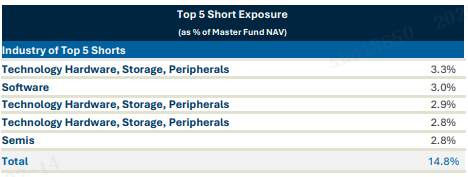 Top 5 Short Exposure
(as % of Master Fund NAV)
Industry of Top 5 Shorts
Technology Hardware, Storage, Peripherals 3.3%
Software 3.0%
Technology Hardware, Storage, Peripherals 2.9%
Technology Hardware, Storage, Peripherals 2.8%
Semis 2.8%
Total 14.8%